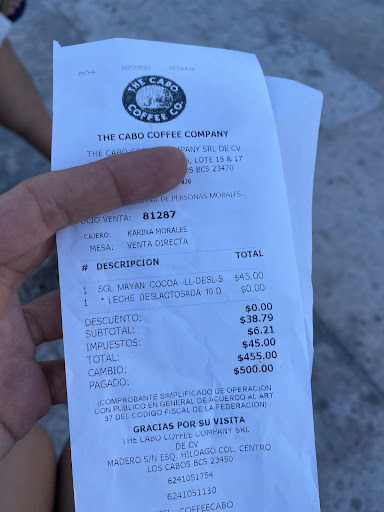 THE CABO
COFFEE CO.
THE CABO COFFEE COMPANY
THE CABO COFFEE COMPANY SRL DE CV
LOTE 15 & 17
BCS 23470
DE PERSONAS MORALES
FOLIO VENTA: 81287
CAJERO: KARINA MORALES
MESA: VENTA DIRECTA
# DESCRIPCION TOTAL
1 SGL MAYAN COCOA -LL-DESL-S $45.00
1 * LECHE DESLACTOSADA 10 O $0.00
DESCUENTO: $0.00
SUBTOTAL: $38.79
IMPUESTOS: $6.21
TOTAL: $45.00
CAMBIO: $455.00
PAGADO: $500.00
(COMPROBANTE SIMPLIFICADO DE OPERACION
CON PUBLICO EN GENERAL DE ACUERDO AL ART
37 DEL CODIGO FISCAL DE LA FEDERACION)
GRACIAS POR SU VISITA
THE CABO COFFEE COMPANY SRL
DE CV
MADERO S/N ESQ. HILDAGO COL. CENTRO
LOS CABOS BCS 23450
6241051754
6241051130